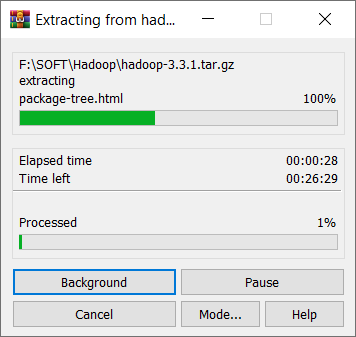 Extracting from had...
F:\SOFT\Hadoop\hadoop-3.3.1.tar.gz
extracting
package-tree.html 100%
Elapsed time 00:00:28
Time left 00:26:29
Processed 1%
Background Pause
Cancel Mode... Help